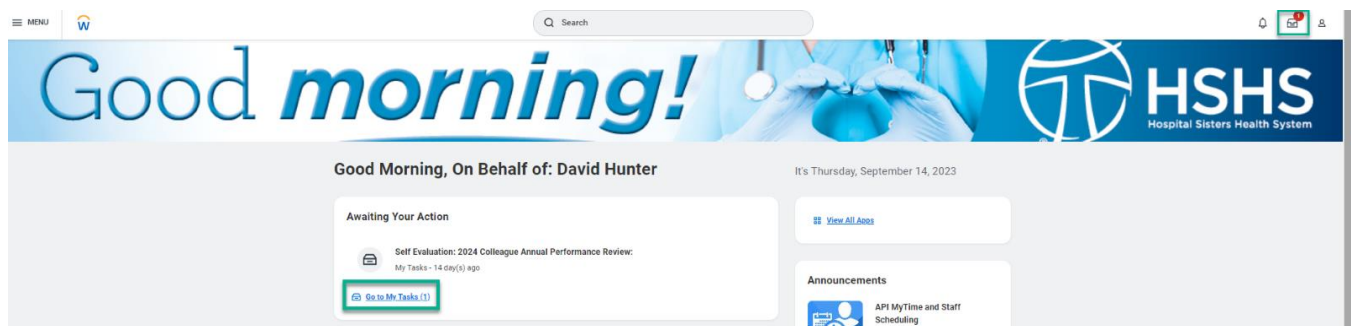 MENU
W
Search
1
Good morning!
HSHS
Hospital Sisters Health System
®
Good Morning, On Behalf of: David Hunter
It's Thursday, September 14, 2023
Awaiting Your Action
Self Evaluation: 2024 Colleague Annual Performance Review:
My Tasks - 14 day(s) ago
Go to My Tasks (1)
View All Apps
Announcements
API MyTime and Staff
Scheduling